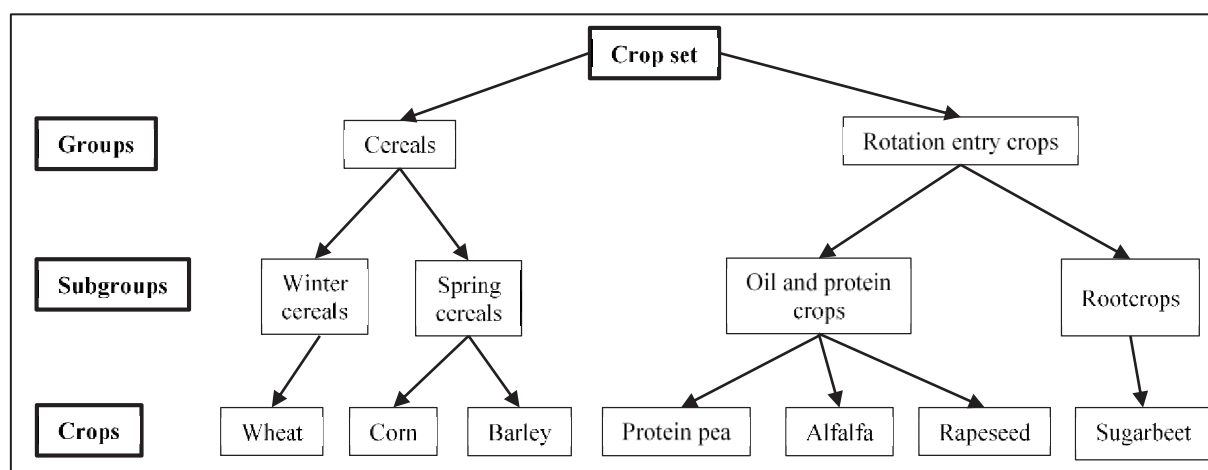 Crop set
Groups
Cereals
Rotation entry crops
Subgroups
Winter
cereals
Spring
cereals
Oil and protein
crops
Rootcrops
Crops
Wheat
Corn
Barley
Protein pea
Alfalfa
Rapeseed
Sugarbeet